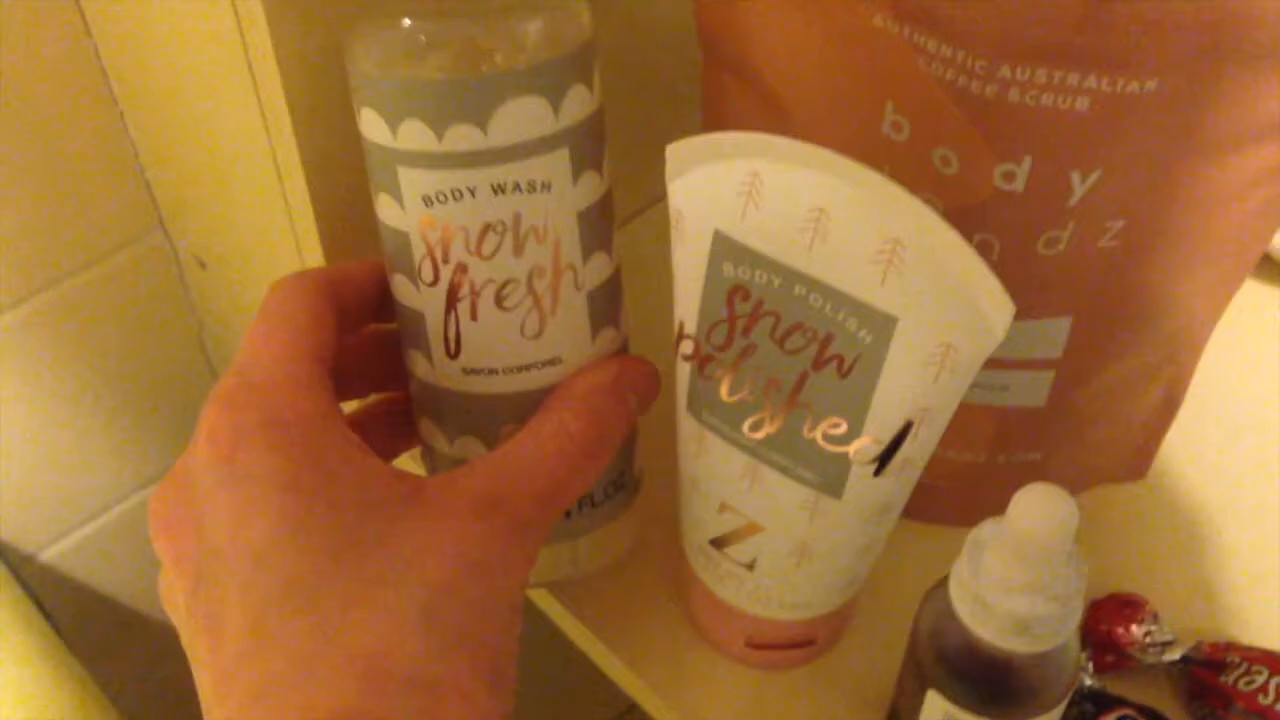 BODY WASH
snow
fresh
SAVON CORPOREL
FL.OZ
BODY POLISH
snow
polished
Z
AUTHENTIC AUSTRALIAN
COFFEE SCRUB
body